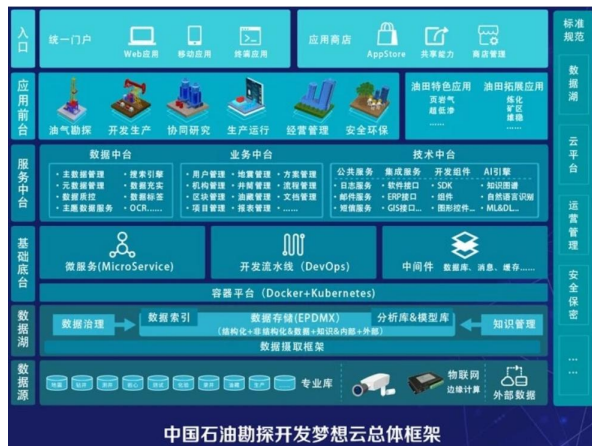 入口
统一门户
Web应用
移动应用
终端应用
应用商店
AppStore
共享能力
商店管理
标准规范
应用前台
油气勘探
开发生产
协同研究
生产运行
经营管理
安全环保
油田特色应用
页岩气
超低渗
......
油田拓展应用
炼化
矿区
......
数据湖
云平台
运营管理
安全保密
......
服务中台
数据中台
·主数据管理
·元数据管理
·数据质控
·主题数据服务
·搜索引擎
·数据充实
·数据标签
·OCR......
业务中台
·用户管理
·机构管理
·区块管理
·项目管理
·地震管理
·井筒管理
·油藏管理
·报表管理
·方案管理
·流程管理
·文档管理
·......
技术中台
公共服务
·日志服务
·邮件服务
·短信服务
集成服务
·软件接口
·ERP接口
·GIS接口...
开发组件
·SDK
·组件
·图形控件...
AI引擎
·知识图谱
·自然语言识别
·ML&DL...
基础底台
微服务(MicroService)
开发流水线（DevOps)
中间件 数据库、消息、缓存......
容器平台（Docker+Kubernetes)
数据湖
数据治理
数据索引
数据存储(EPDMX)
分析库&模型库
（结构化+非结构化&数据+知识&内部+外部）
知识管理
数据摄取框架
数据源
专业库
物联网
边缘计算
外部数据
中国石油勘探开发梦想云总体框架